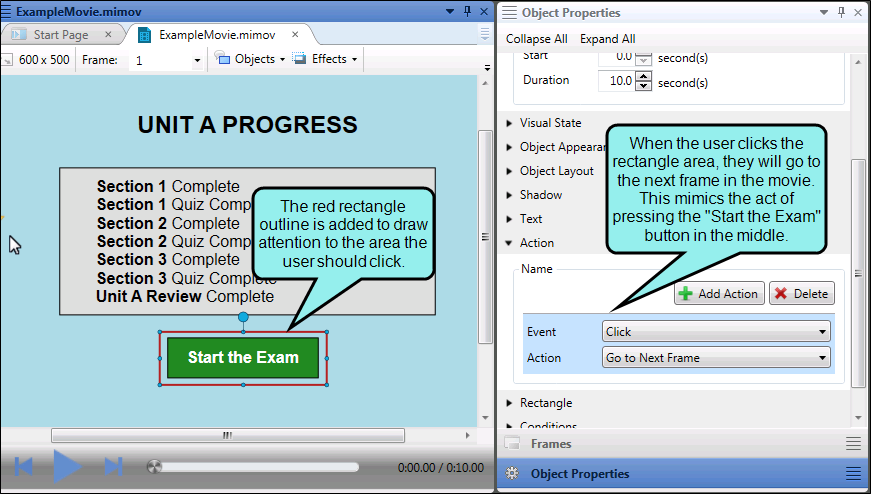 ExampleMovie.mimov
Start Page
ExampleMovie.mimov
600 x 500
Frame:
1
Objects
Effects
UNIT A PROGRESS
Section 1 Complete
Section 1 Quiz Comp
Section 2 Complete
Section 2 Quiz Com
Section 3 Complete
Section 3 Quiz Complete
Unit A Review Complete
The red rectangle
outline is added to draw
attention to the area the
user should click.
Start the Exam
0:00.00 / 0:10.00
Object Properties
Collapse All Expand All
Start 0.0 second(s)
Duration 10.0 second(s)
Visual State
Object Appear
Object Layout
Shadow
Text
Action
When the user clicks the
rectangle area, they will go to
the next frame in the movie.
This mimics the act of
pressing the "Start the Exam"
button in the middle.
Name
Add Action
Delete
Event Click
Action Go to Next Frame
Rectangle
Conditions
Frames
Object Properties